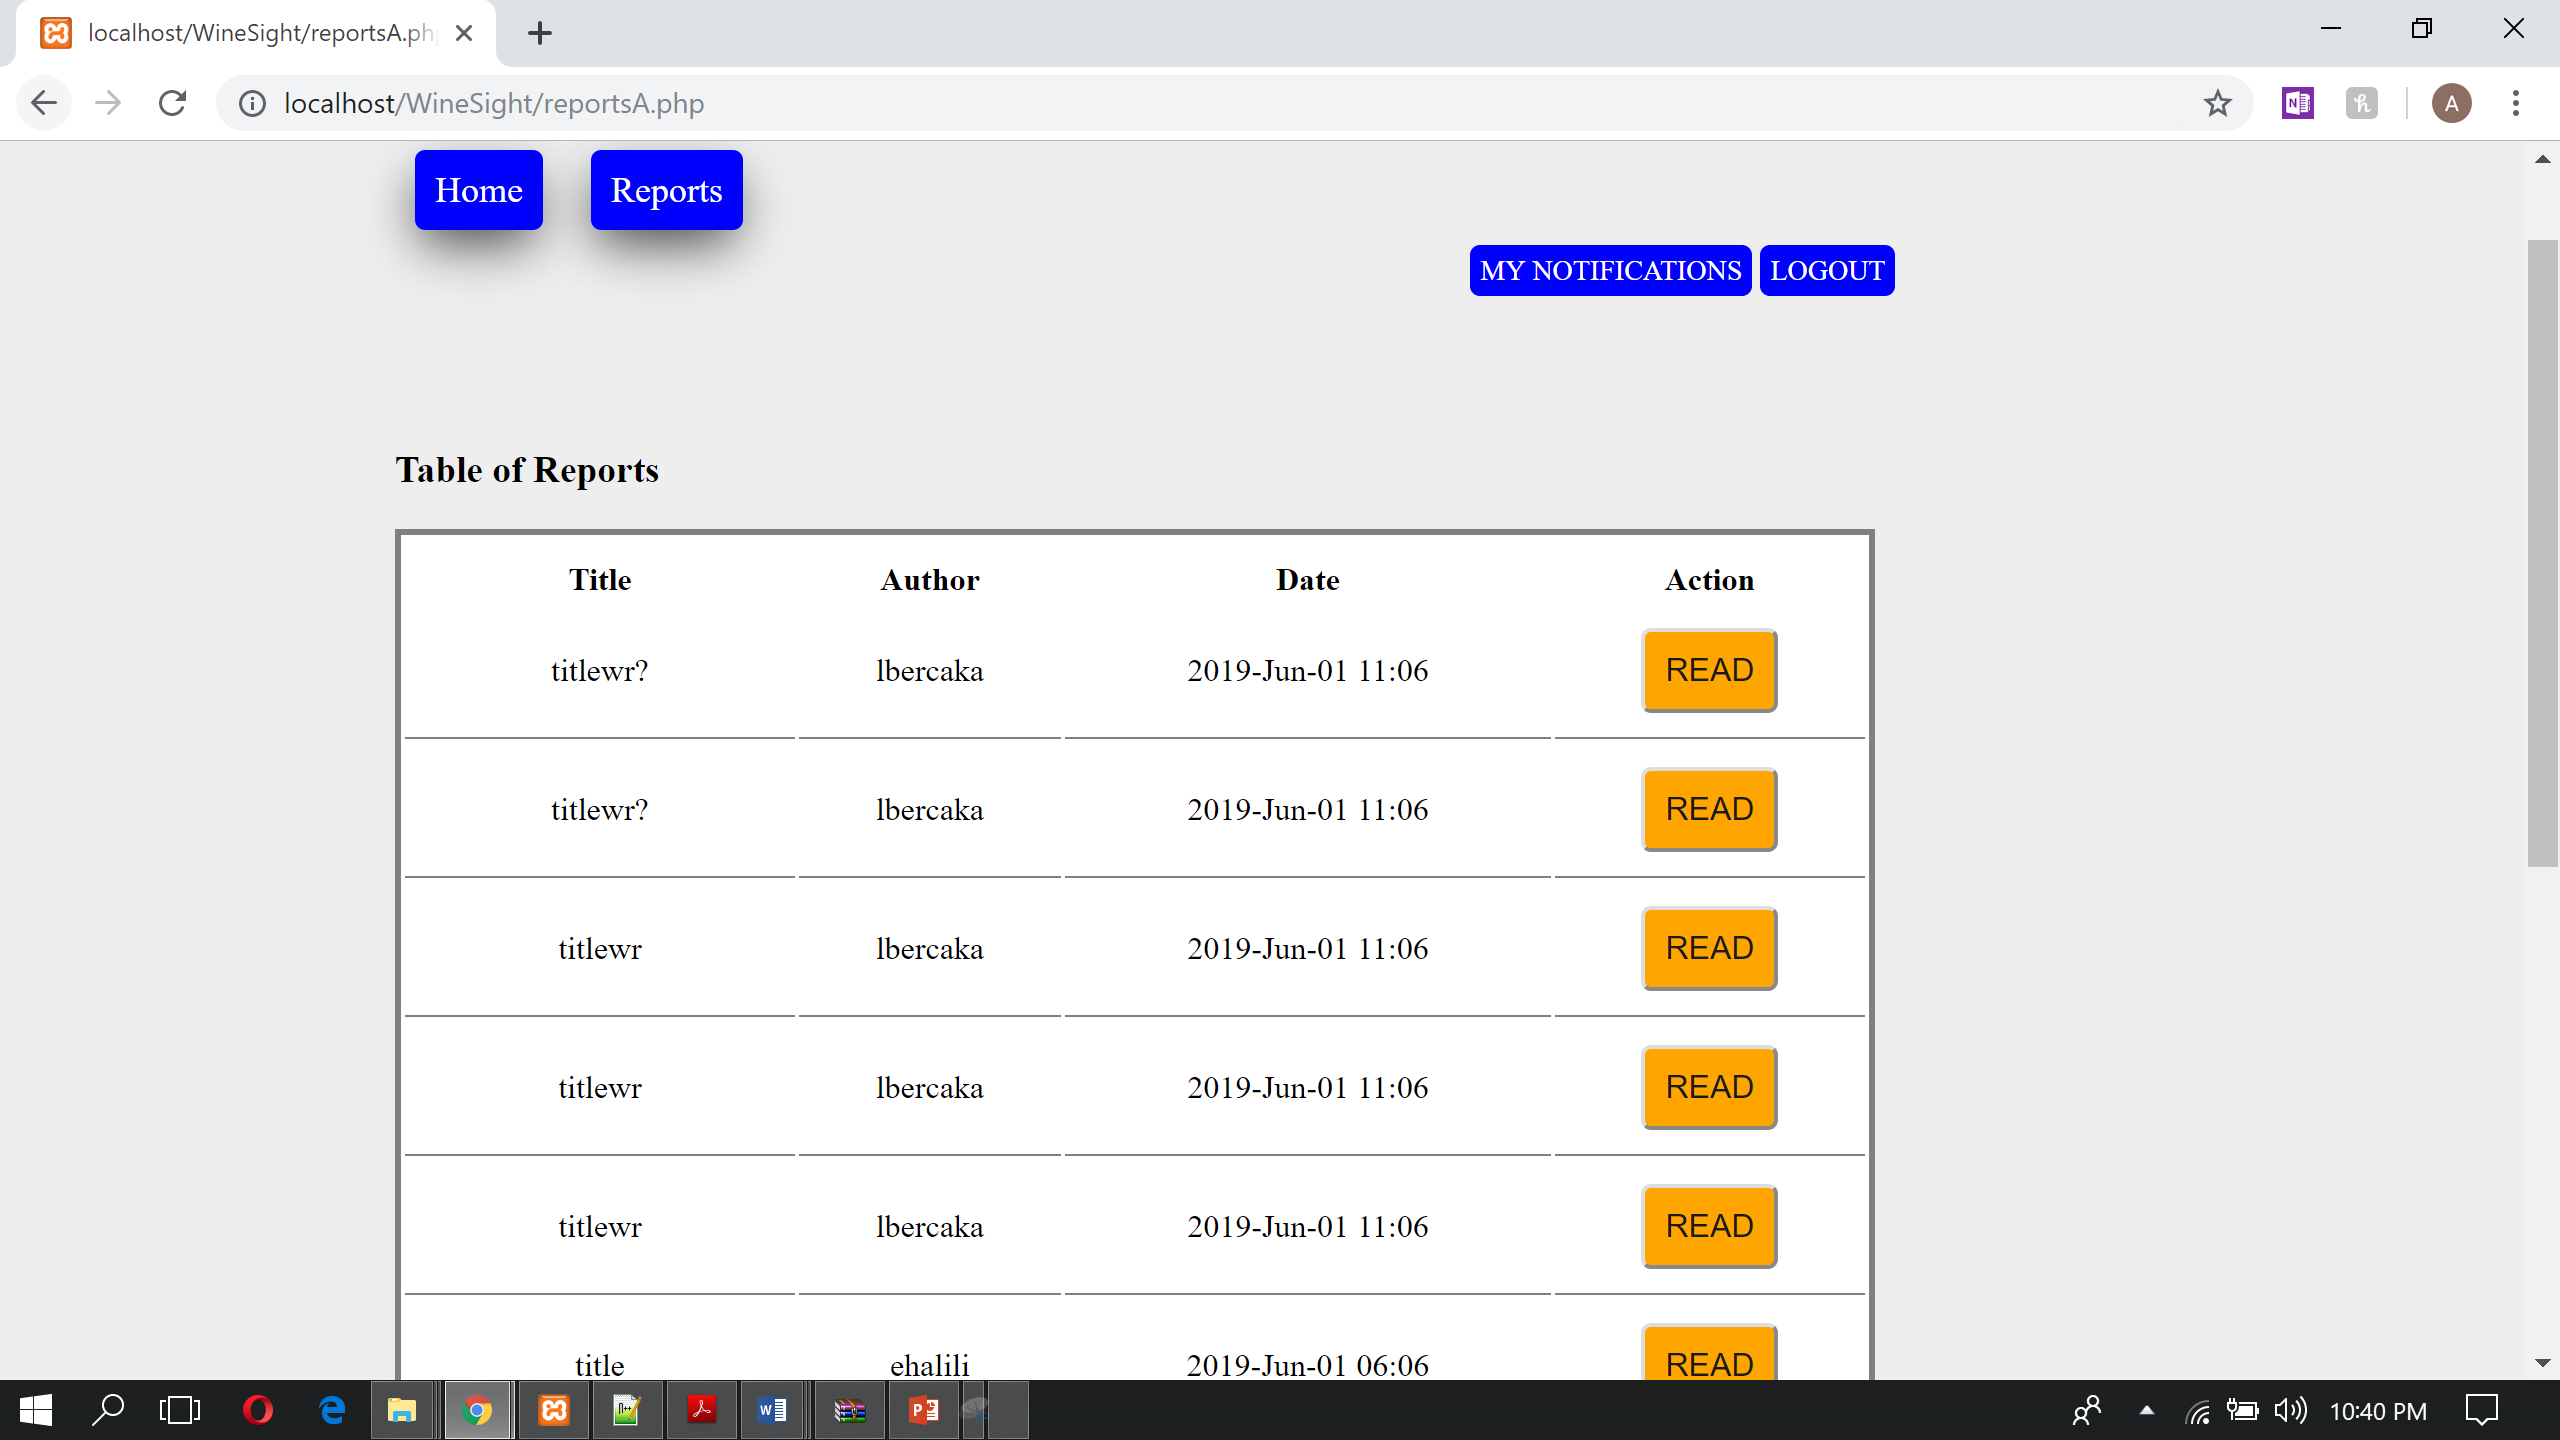 localhost/WineSight/reportsA.ph
localhost/WineSight/reportsA.php
A
Home Reports
MY NOTIFICATIONS LOGOUT
Table of Reports
Title Author Date Action
titlewr? lbercaka 2019-Jun-01 11:06 READ
titlewr? lbercaka 2019-Jun-01 11:06 READ
titlewr lbercaka 2019-Jun-01 11:06 READ
titlewr lbercaka 2019-Jun-01 11:06 READ
titlewr lbercaka 2019-Jun-01 11:06 READ
title ehalili 2019-Jun-01 06:06 READ
10:40 PM